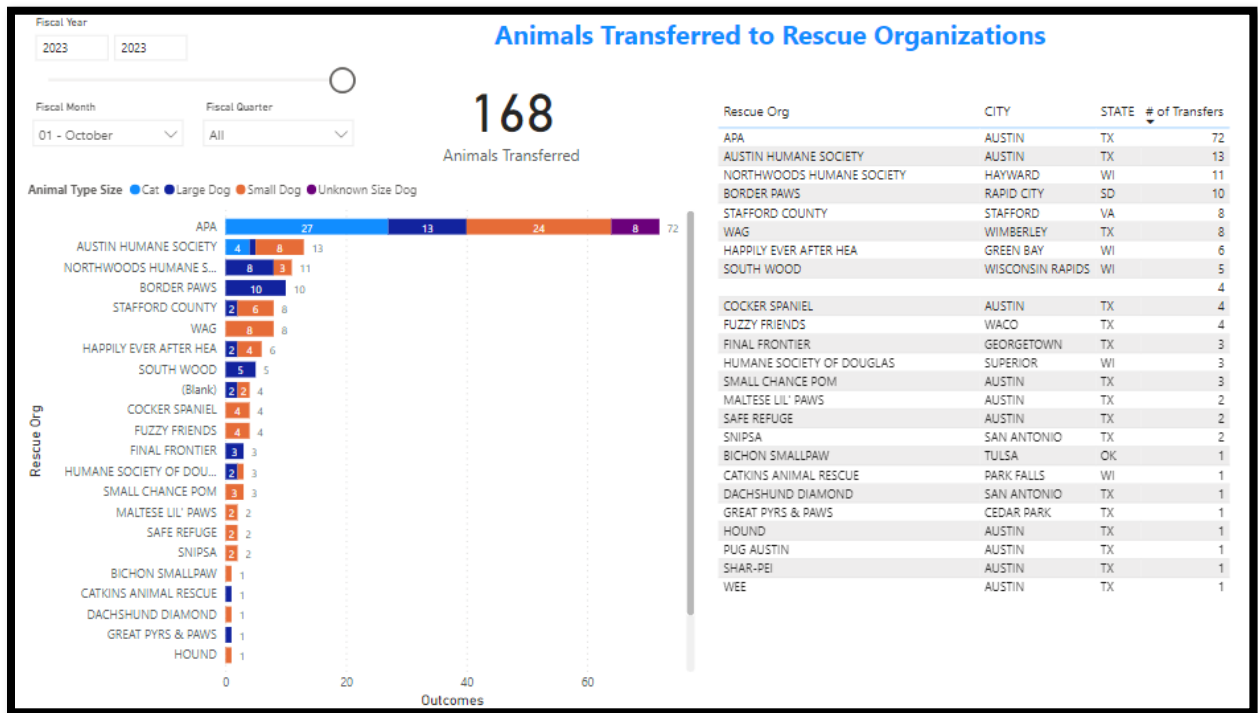 Fiscal Year
2023 2023
Animals Transferred to Rescue Organizations
Fiscal Month Fiscal Quarter
01 - October All
168
Animals Transferred
Animal Type Size Cat Large Dog Small Dog Unknown Size Dog
Rescue Org
APA 27 13 24 8 72
AUSTIN HUMANE SOCIETY 4 8 13
NORTHWOODS HUMANE S... 8 3 11
BORDER PAWS 10 10
STAFFORD COUNTY 2 6 8
WAG 8 8
HAPPILY EVER AFTER HEA 2 4 6
SOUTH WOOD 5 5
(Blank) 2 2 4
COCKER SPANIEL 4 4
FUZZY FRIENDS 4 4
FINAL FRONTIER 3 3
HUMANE SOCIETY OF DOU... 2 3
SMALL CHANCE POM 3 3
MALTESE LIL' PAWS 2 2
SAFE REFUGE 2 2
SNIPSA 2 2
BICHON SMALLPAW 1
CATKINS ANIMAL RESCUE 1
DACHSHUND DIAMOND 1
GREAT PYRS & PAWS 1
HOUND 1
0 20 40 60
Outcomes
Rescue Org CITY STATE # of Transfers
APA AUSTIN TX 72
AUSTIN HUMANE SOCIETY AUSTIN TX 13
NORTHWOODS HUMANE SOCIETY HAYWARD WI 11
BORDER PAWS RAPID CITY SD 10
STAFFORD COUNTY STAFFORD VA 8
WAG WIMBERLEY TX 8
HAPPILY EVER AFTER HEA GREEN BAY WI 6
SOUTH WOOD WISCONSIN RAPIDS WI 5
4
COCKER SPANIEL AUSTIN TX 4
FUZZY FRIENDS WACO TX 4
FINAL FRONTIER GEORGETOWN TX 3
HUMANE SOCIETY OF DOUGLAS SUPERIOR WI 3
SMALL CHANCE POM AUSTIN TX 3
MALTESE LIL' PAWS AUSTIN TX 2
SAFE REFUGE AUSTIN TX 2
SNIPSA SAN ANTONIO TX 2
BICHON SMALLPAW TULSA OK 1
CATKINS ANIMAL RESCUE PARK FALLS WI 1
DACHSHUND DIAMOND SAN ANTONIO TX 1
GREAT PYRS & PAWS CEDAR PARK TX 1
HOUND AUSTIN TX 1
PUG AUSTIN AUSTIN TX 1
SHAR-PEI AUSTIN TX 1
WEE AUSTIN TX 1